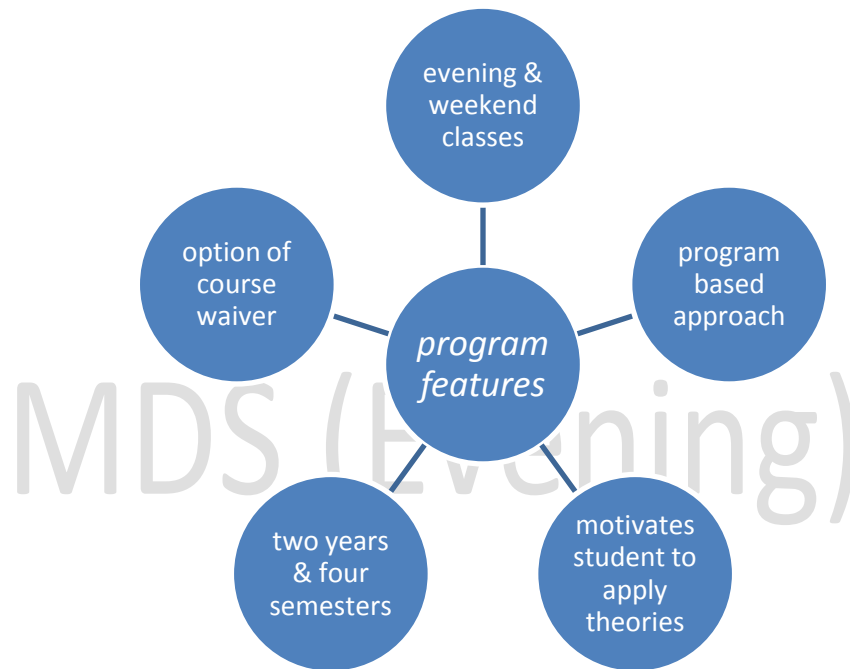 evening &
weekend
classes
option of
course
waiver
program
based
approach
program
features
MDS (Evening)
two years
& four
semesters
motivates
student to
apply
theories